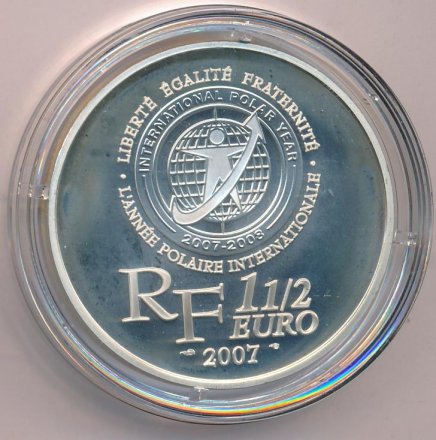 · LIBERTÉ ÉGALITÉ FRATERNITÉ ·
L'ANNÉE POLAIRE INTERNATIONALE
INTERNATIONAL POLAR YEAR
2007-2008
RF 1 1/2
EURO
2007